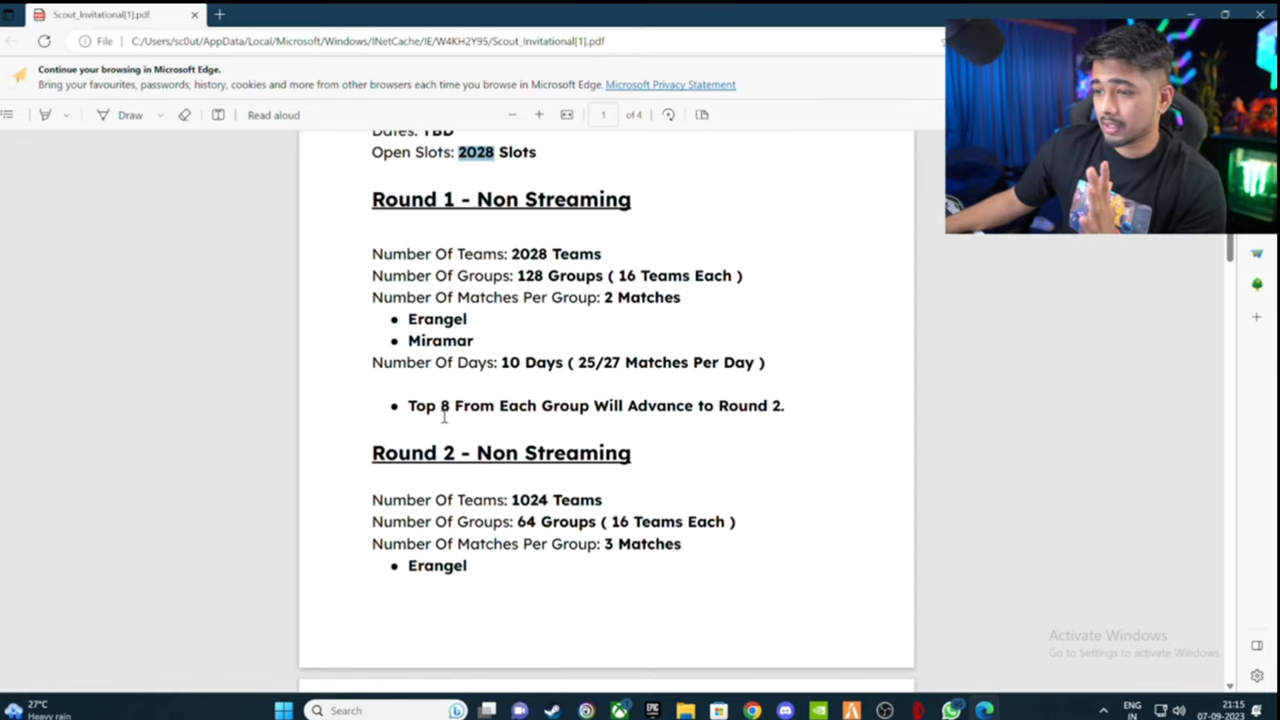 Scout_Invitational[1].pdf
File
C:/Users/sc0ut/AppData/Local/Microsoft/Windows/INetCache/IE/W4KH2Y95/Scout_Invitational[1].pdf
Continue your browsing in Microsoft Edge.
Bring your favourites, passwords, history, cookies and more from other browsers each time you browse in Microsoft Edge. Microsoft Privacy Statement
Draw
Read aloud
1 of 4
Dates: TBD
Open Slots: 2028 Slots
Round 1 - Non Streaming
Number Of Teams: 2028 Teams
Number Of Groups: 128 Groups ( 16 Teams Each )
Number Of Matches Per Group: 2 Matches
• Erangel
• Miramar
Number Of Days: 10 Days ( 25/27 Matches Per Day )
• Top 8 From Each Group Will Advance to Round 2.
Round 2 - Non Streaming
Number Of Teams: 1024 Teams
Number Of Groups: 64 Groups ( 16 Teams Each )
Number Of Matches Per Group: 3 Matches
• Erangel
Activate Windows
Go to Settings to activate Windows.
27°C
Heavy rain
Search
ENG
IN
21:15
07-09-2023